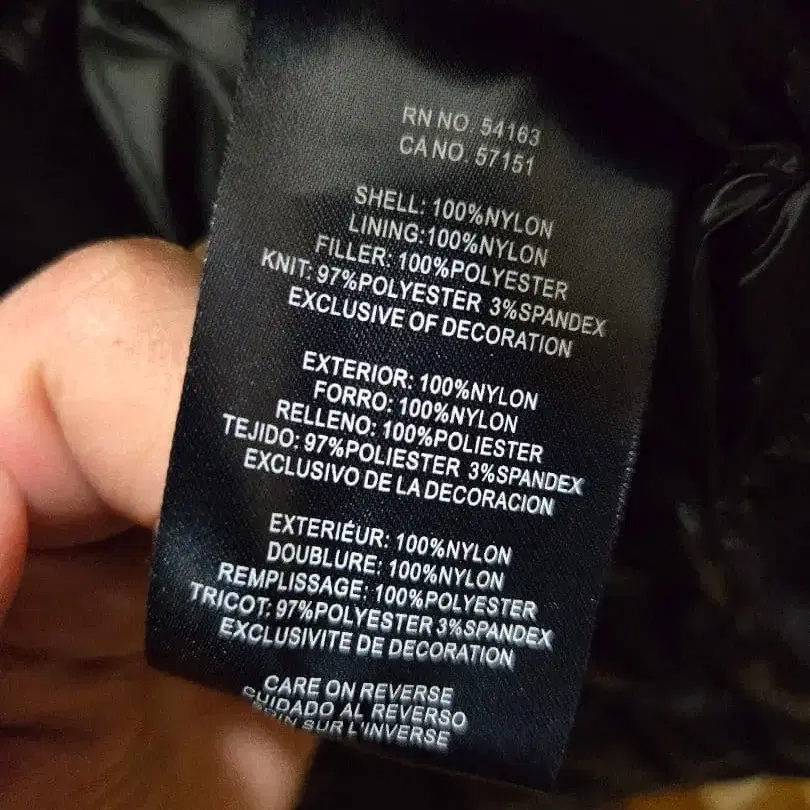 RN NO. 54163
CA NO. 57151
SHELL: 100%NYLON
LINING:100%NYLON
FILLER: 100%POLYESTER
KNIT: 97%POLYESTER 3%SPANDEX
EXCLUSIVE OF DECORATION
EXTERIOR: 100%NYLON
FORRO: 100%NYLON
RELLENO: 100%POLIESTER
TEJIDO: 97%POLIESTER 3%SPANDEX
EXCLUSIVO DE LA DECORACION
EXTERIÉUR: 100%NYLON
DOUBLURE: 100%NYLON
REMPLISSAGE: 100%POLYESTER
TRICOT: 97%POLYESTER 3%SPANDEX
EXCLUSIVITE DE DECORATION
CARE ON REVERSE
CUIDADO AL REVERSO
SUR L'INVERSE